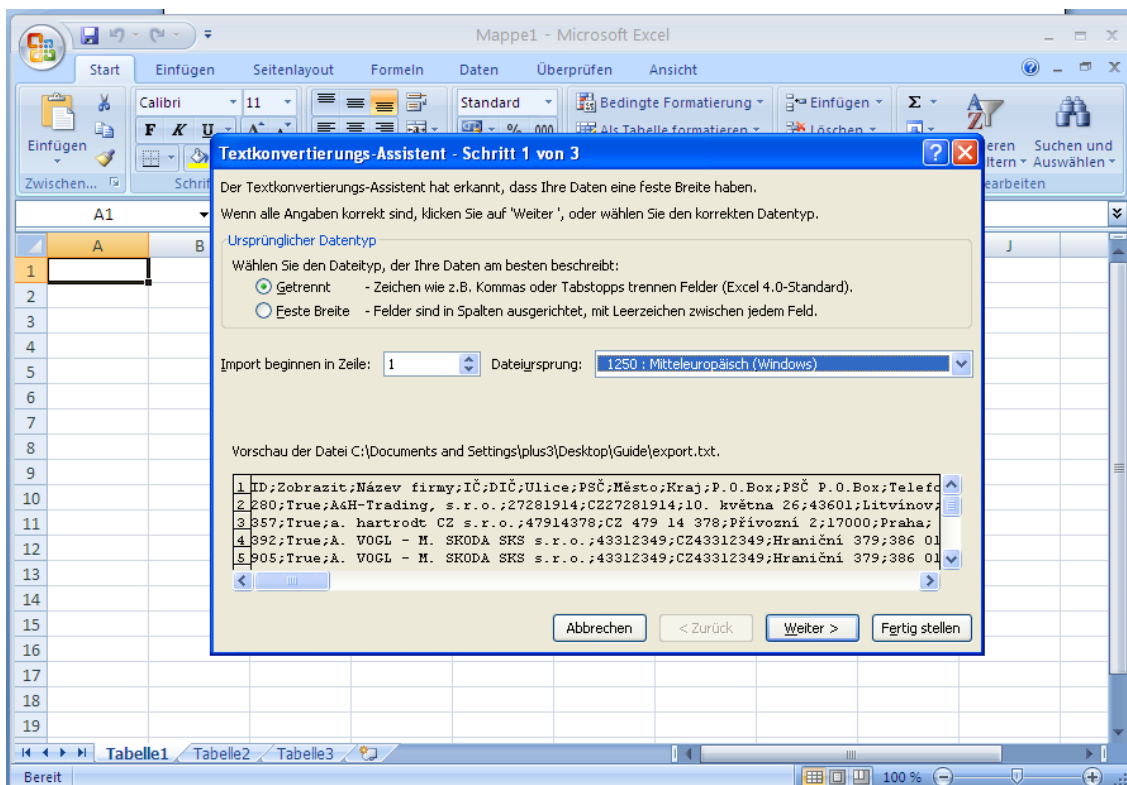 Mappe1 - Microsoft Excel
Start Einfügen Seitenlayout Formeln Daten Überprüfen Ansicht
Calibri 11 Standard Bedingte Formatierung Einfügen Σ
F K U A A % 000 Als Tabelle formatieren Löschen
Einfügen Suchen und
Auswählen
Zwischen...
A1
A B J
1
2
3
4
5
6
7
8
9
10
11
12
13
14
15
16
17
18
19
Textkonvertierungs-Assistent - Schritt 1 von 3
Der Textkonvertierungs-Assistent hat erkannt, dass Ihre Daten eine feste Breite haben.
Wenn alle Angaben korrekt sind, klicken Sie auf 'Weiter ', oder wählen Sie den korrekten Datentyp.
Ursprünglicher Datentyp
Wählen Sie den Dateityp, der Ihre Daten am besten beschreibt:
Getrennt - Zeichen wie z.B. Kommas oder Tabstopps trennen Felder (Excel 4.0-Standard).
Feste Breite - Felder sind in Spalten ausgerichtet, mit Leerzeichen zwischen jedem Feld.
Import beginnen in Zeile: 1 Dateiursprung: 1250 : Mitteleuropäisch (Windows)
Vorschau der Datei C:\Documents and Settings\plus3\Desktop\Guide\export.txt.
1 ID;Zobrazit;Název firmy;IČ;DIČ;Ulice;PSČ;Město;Kraj;P.O.Box;PSČ P.O.Box;Telefo
2 280;True;A&H-Trading, s.r.o.;27281914;CZ27281914;10. května 26;43601;Litvínov;
3 357;True;a. hartrodt CZ s.r.o.;47914378;CZ 479 14 378;Přívozní 2;17000;Praha;
4 392;True;A. VOGL - M. SKODA SKS s.r.o.;43312349;CZ43312349;Hraniční 379;386 01
5 905;True;A. VOGL - M. SKODA SKS s.r.o.;43312349;CZ43312349;Hraniční 379;386 01
Abbrechen < Zurück Weiter > Fertig stellen
Tabelle1 Tabelle2 Tabelle3
Bereit 100 %